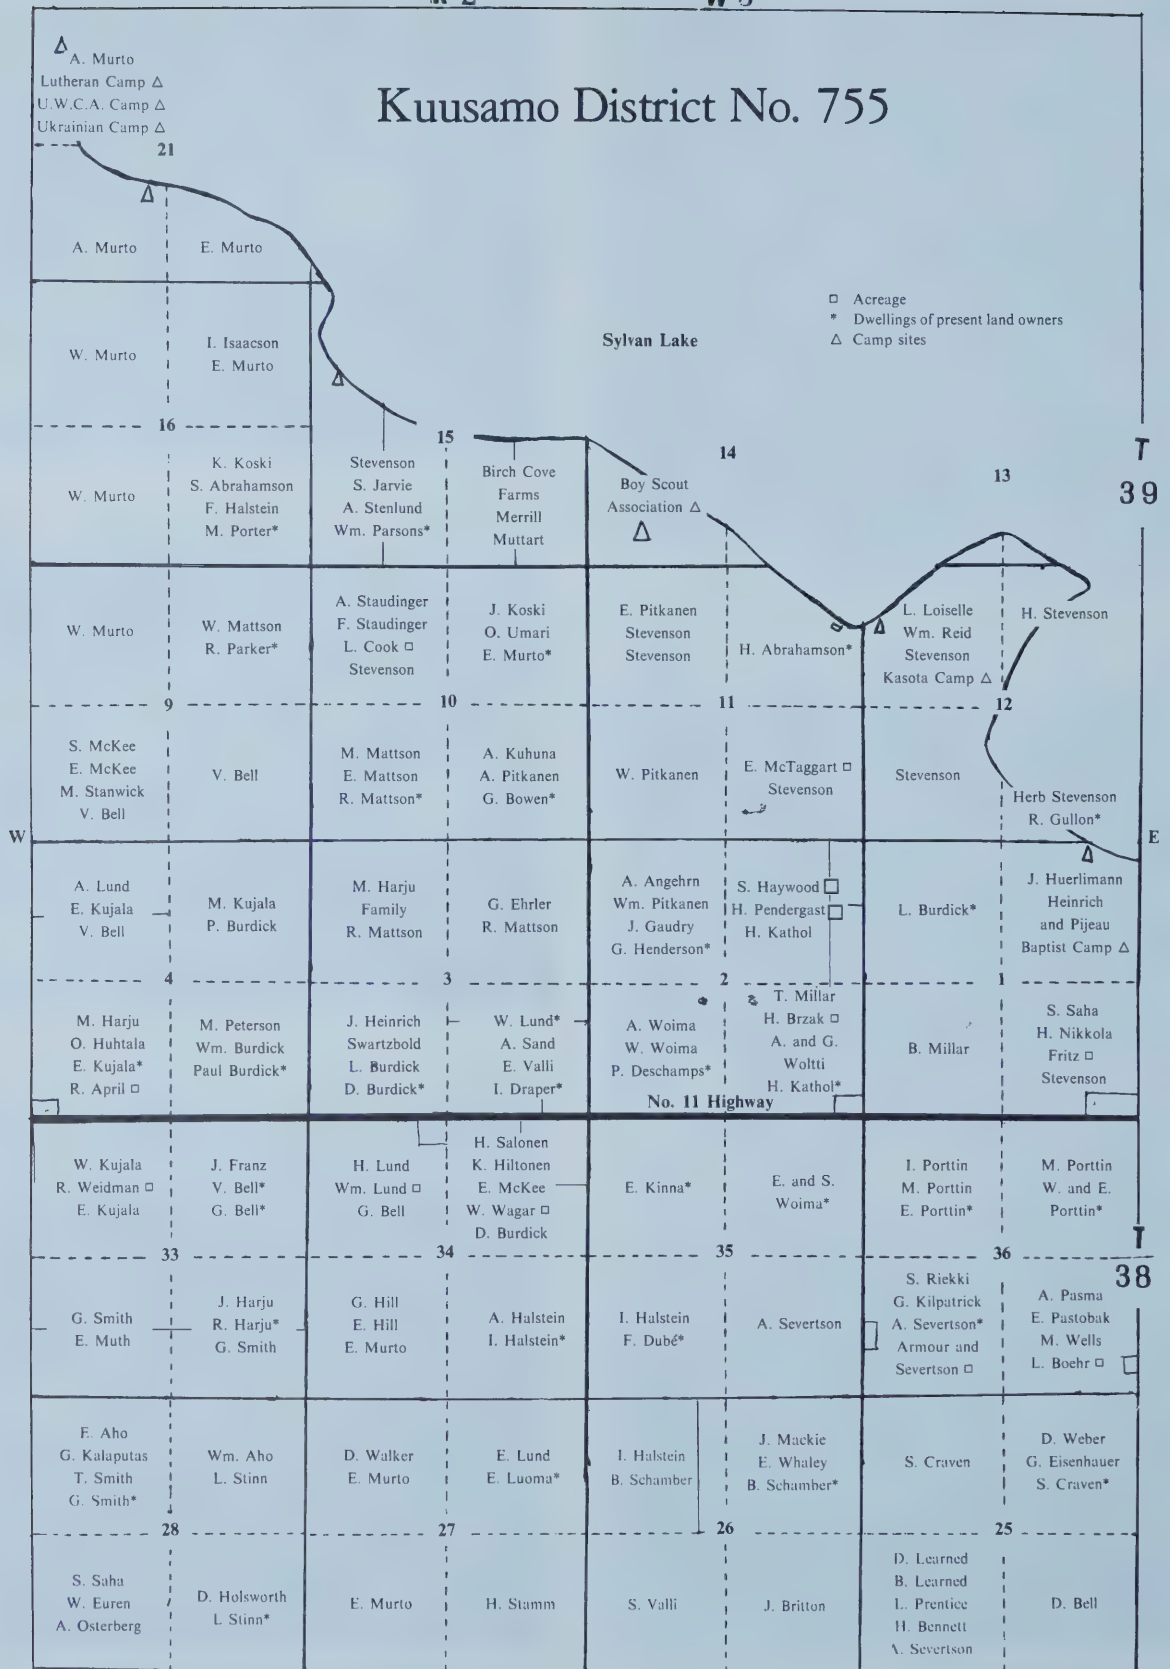 Kuusamo District No. 755
A. Murto
Lutheran Camp △
U.W.C.A. Camp △
Ukrainian Camp △
21
A. Murto
E. Murto
□ Acreage
* Dwellings of present land owners
△ Camp sites
Sylvan Lake
W. Murto
I. Isaacson
E. Murto
16
15
14
13
T
39
W. Murto
K. Koski
S. Abrahamson
F. Halstein
M. Porter*
Stevenson
S. Jarvie
A. Stenlund
Wm. Parsons*
Birch Cove
Farms
Merrill
Muttart
Boy Scout
Association △
W. Murto
W. Mattson
R. Parker*
A. Staudinger
F. Staudinger
L. Cook □
Stevenson
J. Koski
O. Umari
E. Murto*
E. Pitkanen
Stevenson
Stevenson
H. Abrahamson*
L. Loiselle
Wm. Reid
Stevenson
Kasota Camp △
H. Stevenson
9
10
11
12
S. McKee
E. McKee
M. Stanwick
V. Bell
V. Bell
M. Mattson
E. Mattson
R. Mattson*
A. Kuhuna
A. Pitkanen
G. Bowen*
W. Pitkanen
E. McTaggart □
Stevenson
Stevenson
Herb Stevenson
R. Gullon*
W
E
A. Lund
E. Kujala
V. Bell
M. Kujala
P. Burdick
M. Harju
Family
R. Mattson
G. Ehrler
R. Mattson
A. Angehrn
Wm. Pitkanen
J. Gaudry
G. Henderson*
S. Haywood □
H. Pendergast □
H. Kathol
L. Burdick*
J. Huerlimann
Heinrich
and Pijeau
Baptist Camp △
4
3
2
1
M. Harju
O. Huhtala
E. Kujala*
R. April □
M. Peterson
Wm. Burdick
Paul Burdick*
J. Heinrich
Swartzbold
L. Burdick
D. Burdick*
W. Lund*
A. Sand
E. Valli
I. Draper*
A. Woima
W. Woima
P. Deschamps*
T. Millar
H. Brzak □
A. and G.
Woltti
H. Kathol*
B. Millar
S. Saha
H. Nikkola
Fritz □
Stevenson
No. 11 Highway
W. Kujala
R. Weidman □
E. Kujala
J. Franz
V. Bell*
G. Bell*
H. Lund
Wm. Lund □
G. Bell
H. Salonen
K. Hiltonen
E. McKee
W. Wagar □
D. Burdick
E. Kinna*
E. and S.
Woima*
I. Porttin
M. Porttin
E. Porttin*
M. Porttin
W. and E.
Porttin*
33
34
35
36
T
38
G. Smith
E. Muth
J. Harju
R. Harju*
G. Smith
G. Hill
E. Hill
E. Murto
A. Halstein
I. Halstein*
I. Halstein
F. Dubé*
A. Severtson
S. Riekki
G. Kilpatrick
A. Severtson*
Armour and
Severtson □
A. Pasma
E. Pastobak
M. Wells
L. Boehr □
F. Aho
G. Kalaputas
T. Smith
G. Smith*
Wm. Aho
L. Stinn
D. Walker
E. Murto
E. Lund
E. Luoma*
I. Halstein
B. Schamber
J. Mackie
E. Whaley
B. Schamber*
S. Craven
D. Weber
G. Eisenhauer
S. Craven*
28
27
26
25
S. Saha
W. Euren
A. Osterberg
D. Holsworth
L Stinn*
E. Murto
H. Stamm
S. Valli
J. Britton
D. Learned
B. Learned
L. Prentice
H. Bennett
A. Severtson
D. Bell